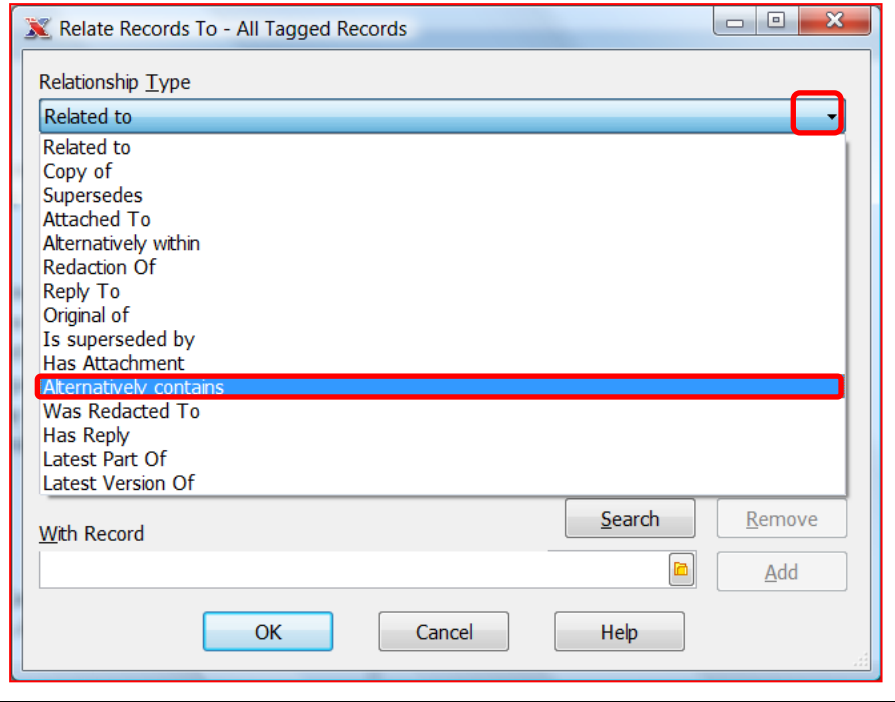 Relate Records To - All Tagged Records
Relationship Type
Related to
Related to
Copy of
Supersedes
Attached To
Alternatively within
Redaction Of
Reply To
Original of
Is superseded by
Has Attachment
Alternatively contains
Was Redacted To
Has Reply
Latest Part Of
Latest Version Of
Search Remove
With Record
Add
OK Cancel Help